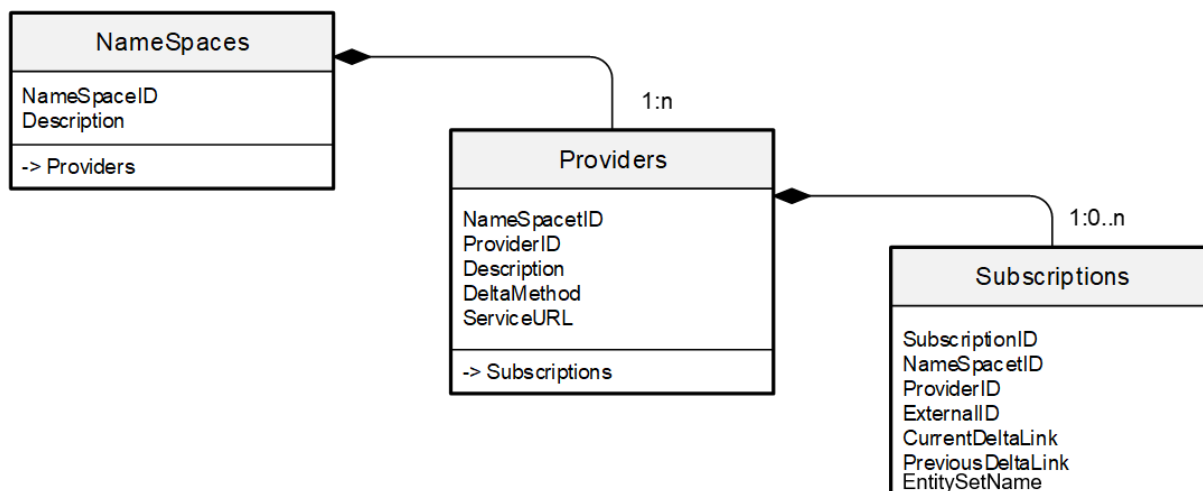 NameSpaces
NameSpaceID
Description
-> Providers
1:n
Providers
NameSpacetID
ProviderID
Description
DeltaMethod
ServiceURL
-> Subscriptions
1:0..n
Subscriptions
SubscriptionID
NameSpacetID
ProviderID
ExternalID
CurrentDeltaLink
PreviousDeltaLink
EntitySetName